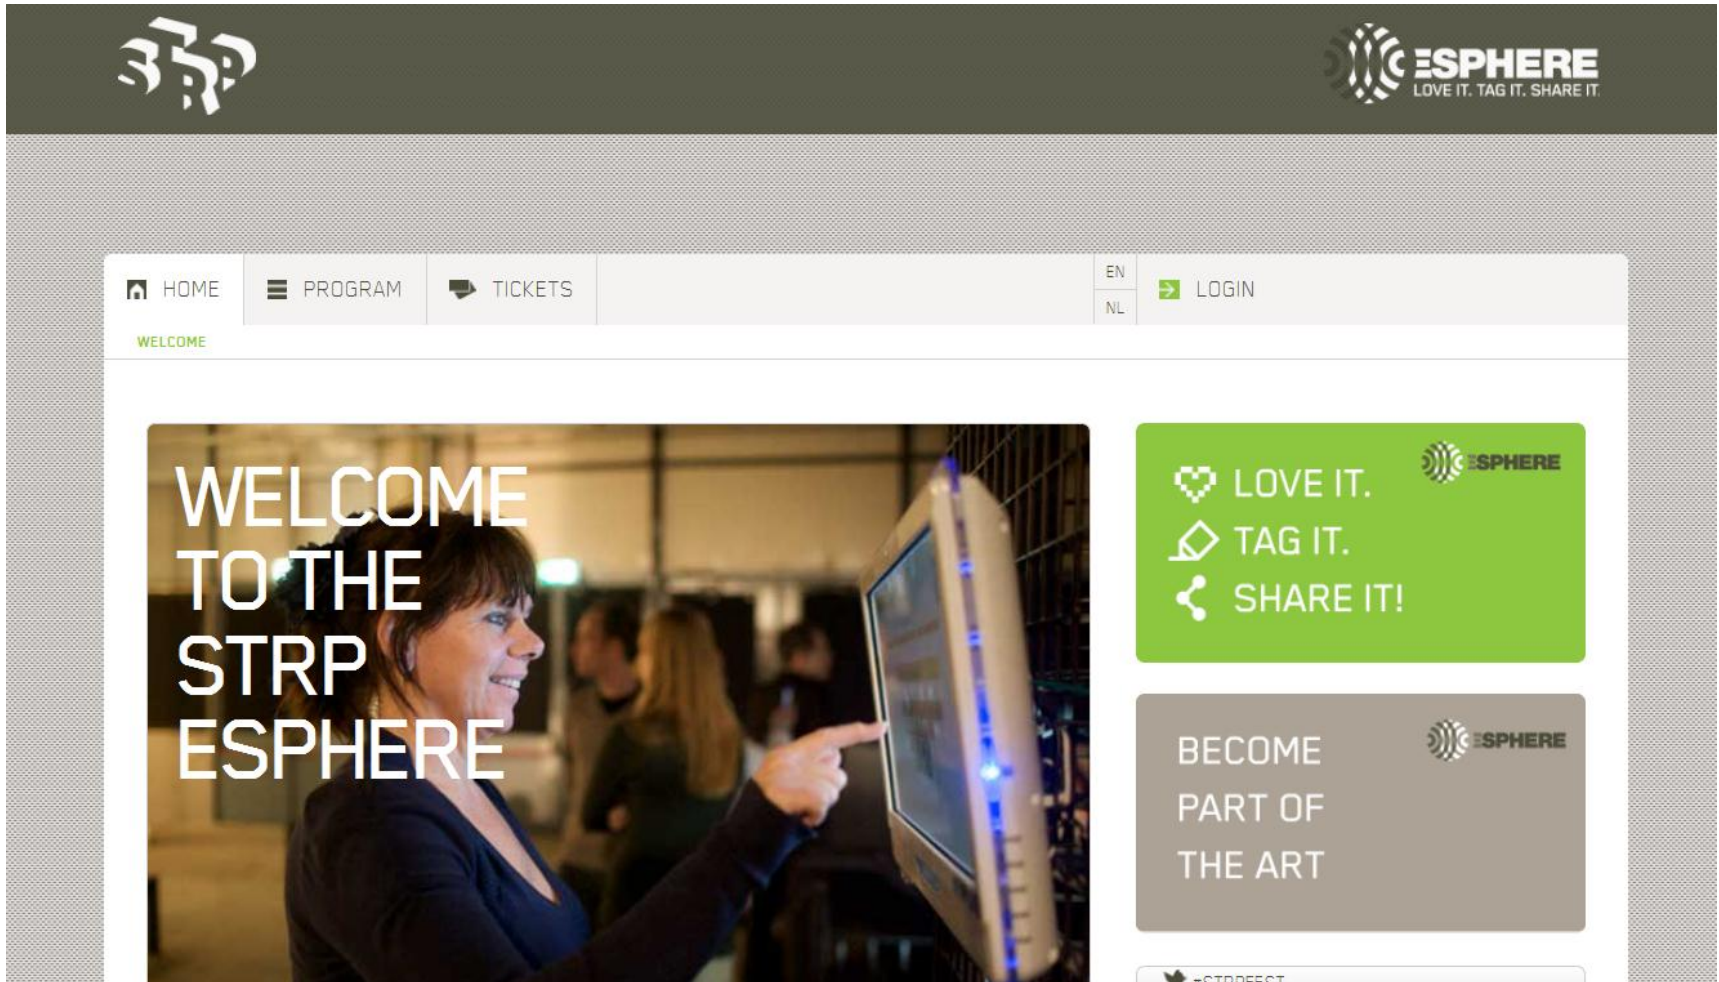 STRP
ESPHERE
LOVE IT. TAG IT. SHARE IT.
HOME
PROGRAM
TICKETS
EN
NL
LOGIN
WELCOME
WELCOME
TO THE
STRP
ESPHERE
ESPHERE
LOVE IT.
TAG IT.
SHARE IT!
ESPHERE
BECOME
PART OF
THE ART